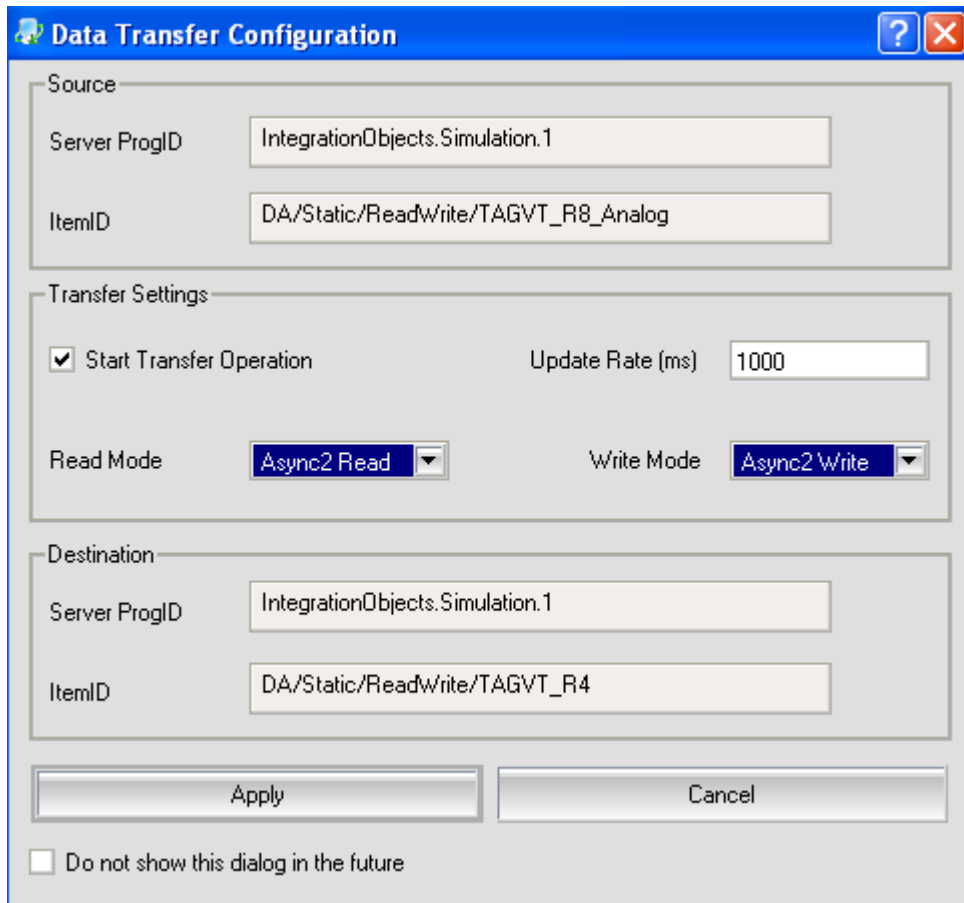 Data Transfer Configuration
Source
Server ProgID IntegrationObjects.Simulation.1
ItemID DA/Static/ReadWrite/TAGVT_R8_Analog
Transfer Settings
Start Transfer Operation Update Rate (ms) 1000
Read Mode Async2 Read Write Mode Async2 Write
Destination
Server ProgID IntegrationObjects.Simulation.1
ItemID DA/Static/ReadWrite/TAGVT_R4
Apply Cancel
Do not show this dialog in the future